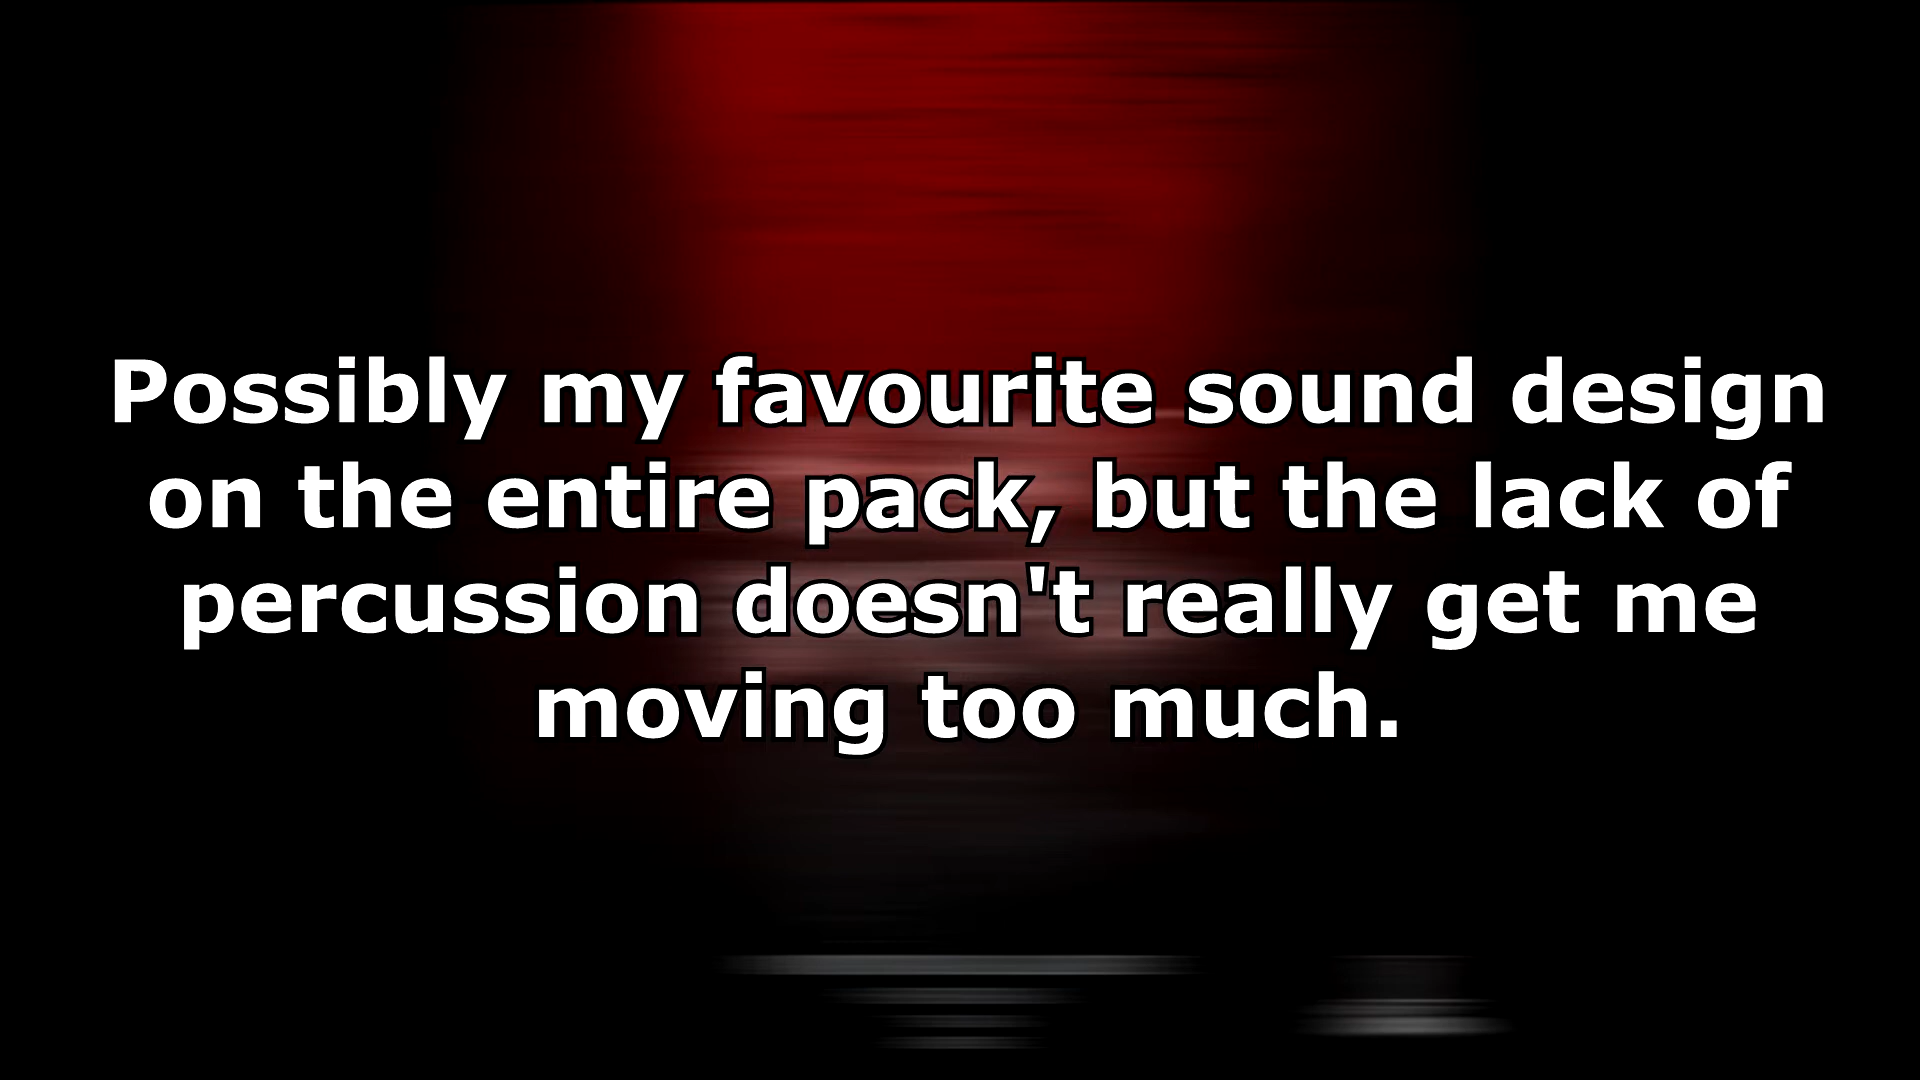 Possibly my favourite sound design
on the entire pack, but the lack of
percussion doesn't really get me
moving too much.